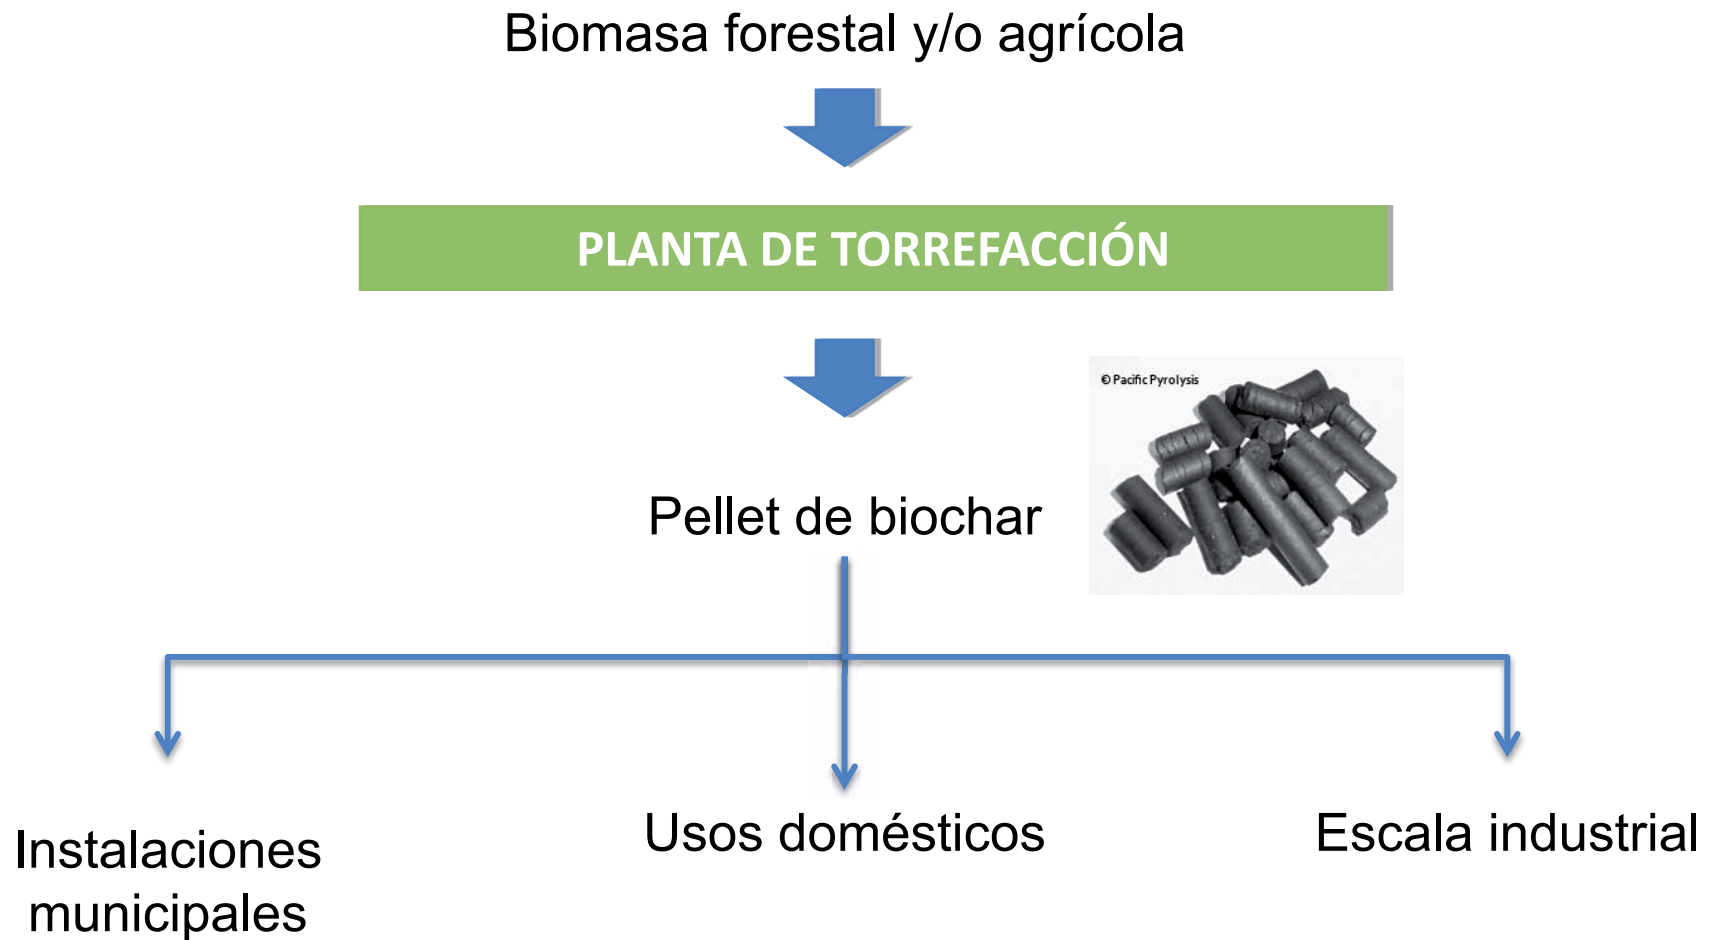 Biomasa forestal y/o agrícola
PLANTA DE TORREFACCIÓN
© Pacific Pyrolysis
Pellet de biochar
Instalaciones
municipales
Usos domésticos
Escala industrial